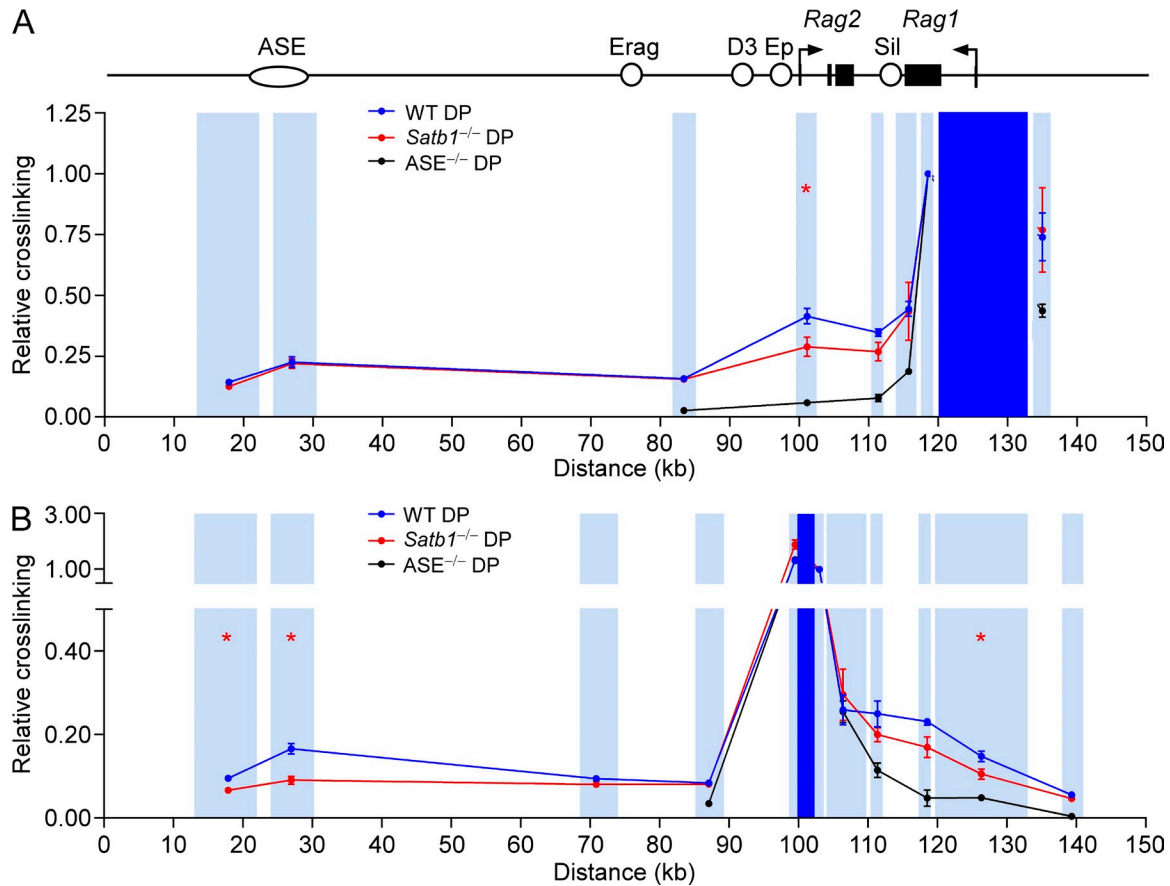 A
Rag2 Rag1
ASE Erag D3 Ep Sil
WT DP
Satb1–/– DP
ASE–/– DP
Relative crosslinking
1.25
1.00
0.75
0.50
0.25
0.00
*
0 10 20 30 40 50 60 70 80 90 100 110 120 130 140 150
Distance (kb)
B
WT DP
Satb1–/– DP
ASE–/– DP
Relative crosslinking
3.00
1.00
0.40
0.20
0.00
* * *
0 10 20 30 40 50 60 70 80 90 100 110 120 130 140 150
Distance (kb)